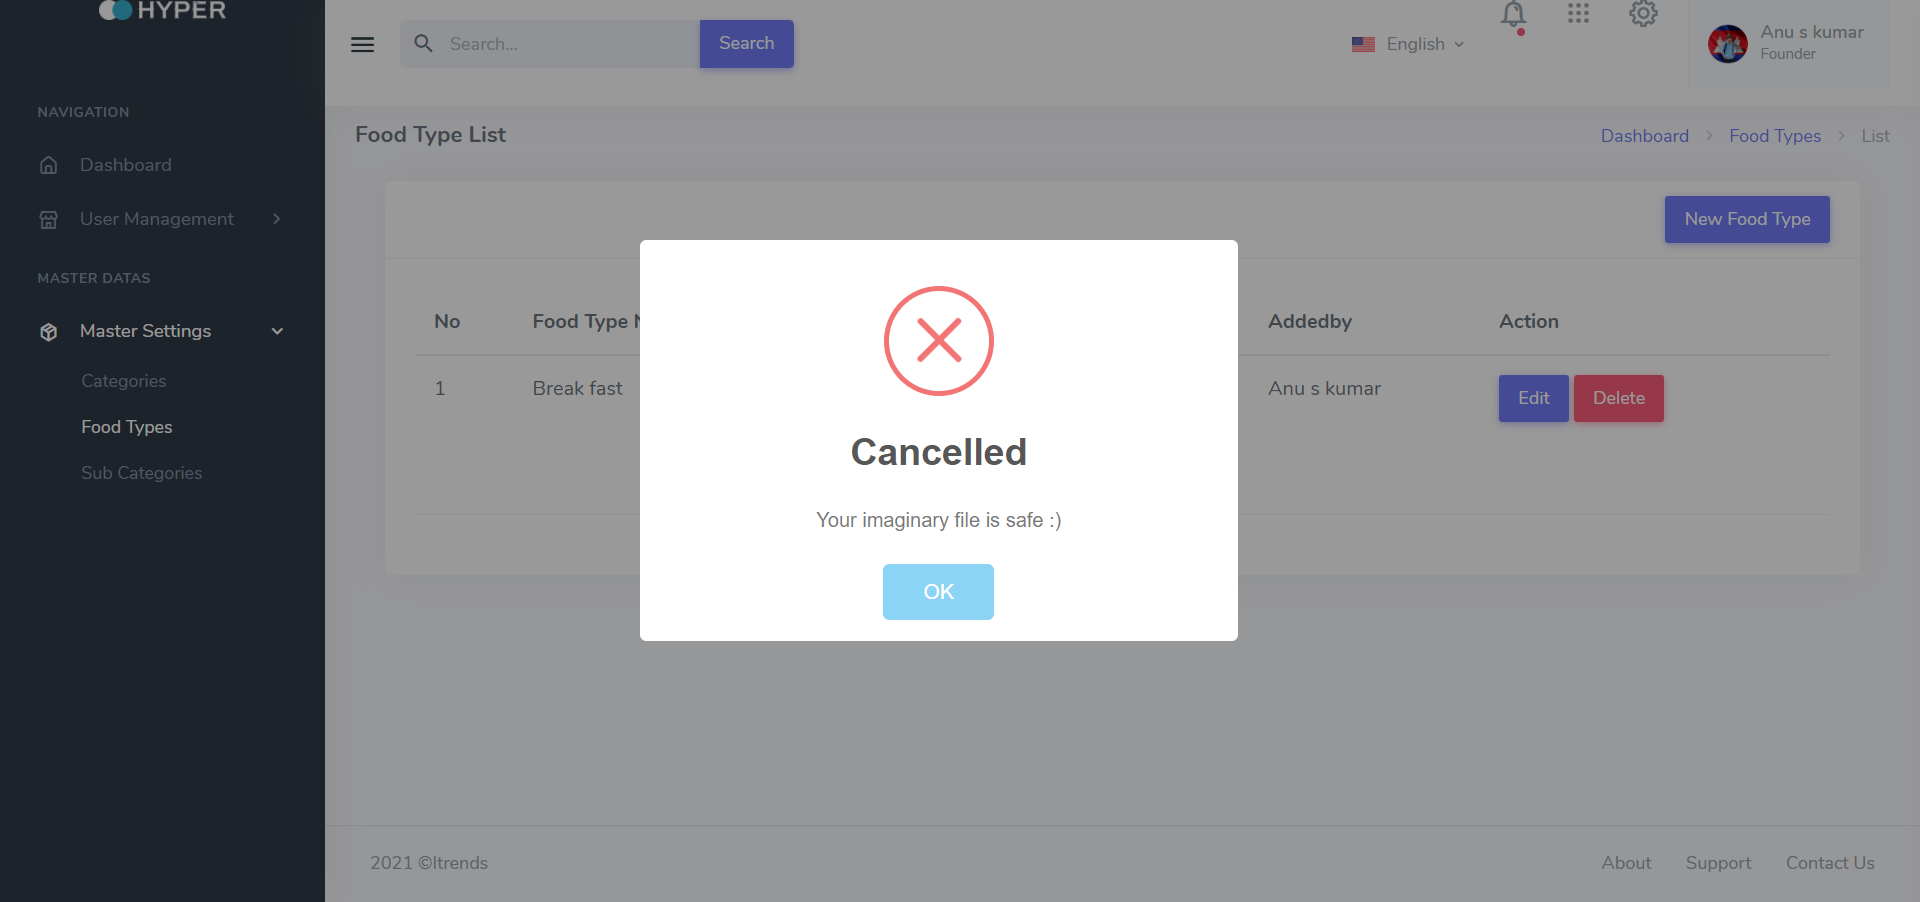 HYPER
Search...
Search
English
Anu s kumar
Founder
NAVIGATION
Dashboard
User Management
MASTER DATAS
Master Settings
Categories
Food Types
Sub Categories
Food Type List
Dashboard > Food Types > List
New Food Type
No Food Type Addedby Action
1 Break fast Anu s kumar Edit Delete
Cancelled
Your imaginary file is safe :)
OK
2021 ©Itrends
About Support Contact Us